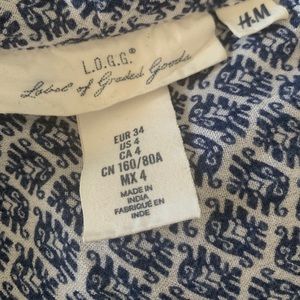 L.O.G.G.®
Label of Graded Goods
H&M
EUR 34
US 4
CA 4
CN 160/80A
MX 4
MADE IN
INDIA
FABRIQUÉ EN
INDE